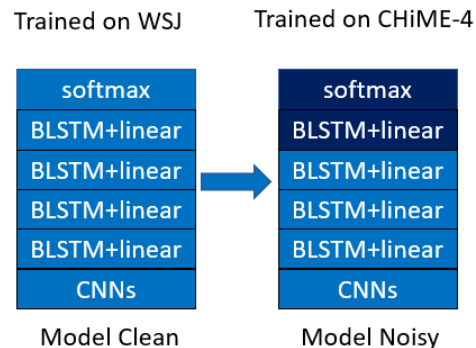 Trained on WSJ
Trained on CHiME-4
softmax
BLSTM+linear
BLSTM+linear
BLSTM+linear
BLSTM+linear
CNNs
softmax
BLSTM+linear
BLSTM+linear
BLSTM+linear
BLSTM+linear
CNNs
Model Clean
Model Noisy